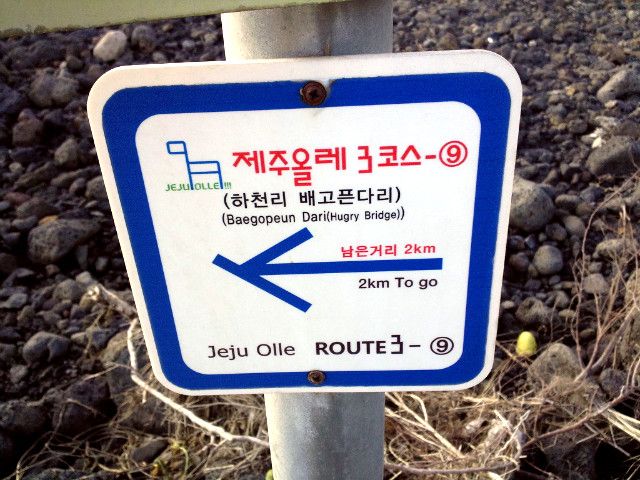 JEJU OLLE !!!
제주올레 3코스-⑨
(하천리 배고픈다리)
(Baegopeun Dari(Hugry Bridge))
남은거리 2km
2km To go
Jeju Olle ROUTE 3-⑨